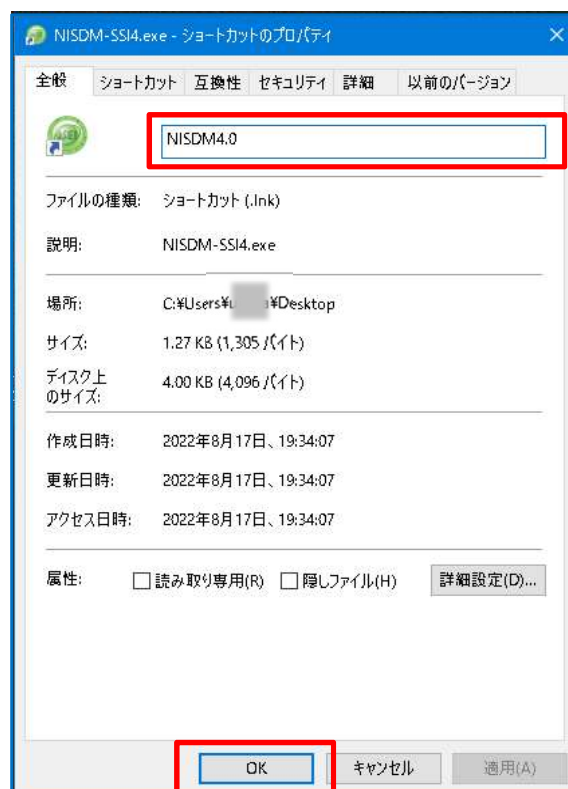 NISDM-SSI4.exe - ショートカットのプロパティ
全般 ショートカット 互換性 セキュリティ 詳細 以前のバージョン
NISDM4.0
ファイルの種類: ショートカット (.lnk)
説明: NISDM-SSI4.exe
場所: C:¥Users¥ ¥Desktop
サイズ: 1.27 KB (1,305 バイト)
ディスク上
のサイズ: 4.00 KB (4,096 バイト)
作成日時: 2022年8月17日、19:34:07
更新日時: 2022年8月17日、19:34:07
アクセス日時: 2022年8月17日、19:34:07
属性: 読み取り専用(R) 隠しファイル(H) 詳細設定(D)...
OK キャンセル 適用(A)